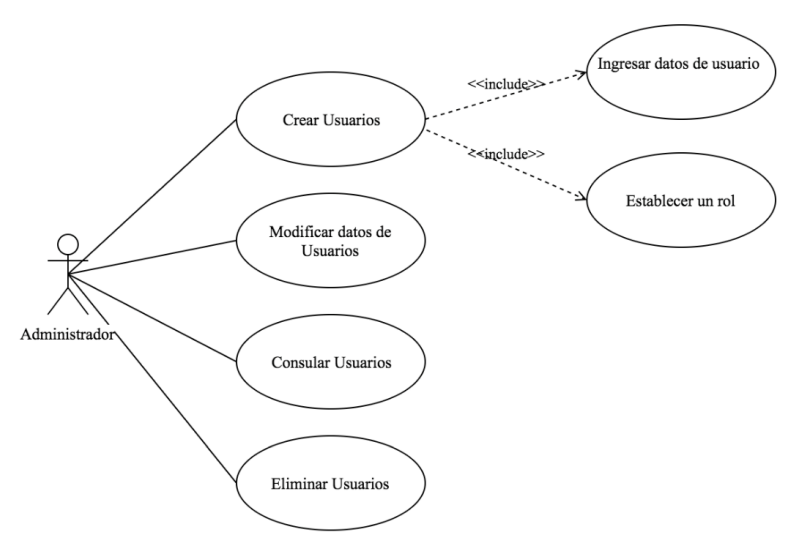 Ingresar datos de usuario
<<include>>
Crear Usuarios
<<include>>
Establecer un rol
Modificar datos de
Usuarios
Administrador
Consular Usuarios
Eliminar Usuarios